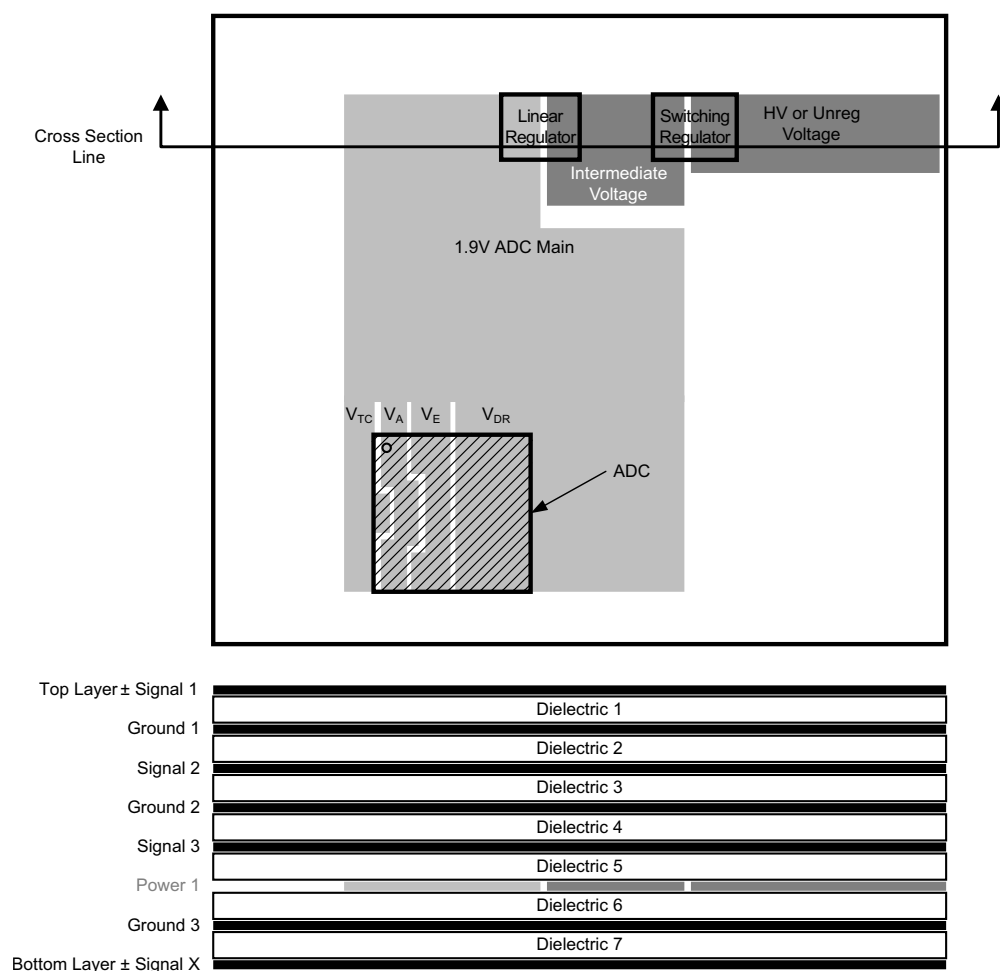 Cross Section
Line
Linear
Regulator
Switching
Regulator
HV or Unreg
Voltage
Intermediate
Voltage
1.9V ADC Main
VTC VA VE VDR
ADC
Top Layer ± Signal 1
Dielectric 1
Ground 1
Dielectric 2
Signal 2
Dielectric 3
Ground 2
Dielectric 4
Signal 3
Dielectric 5
Power 1
Dielectric 6
Ground 3
Dielectric 7
Bottom Layer ± Signal X